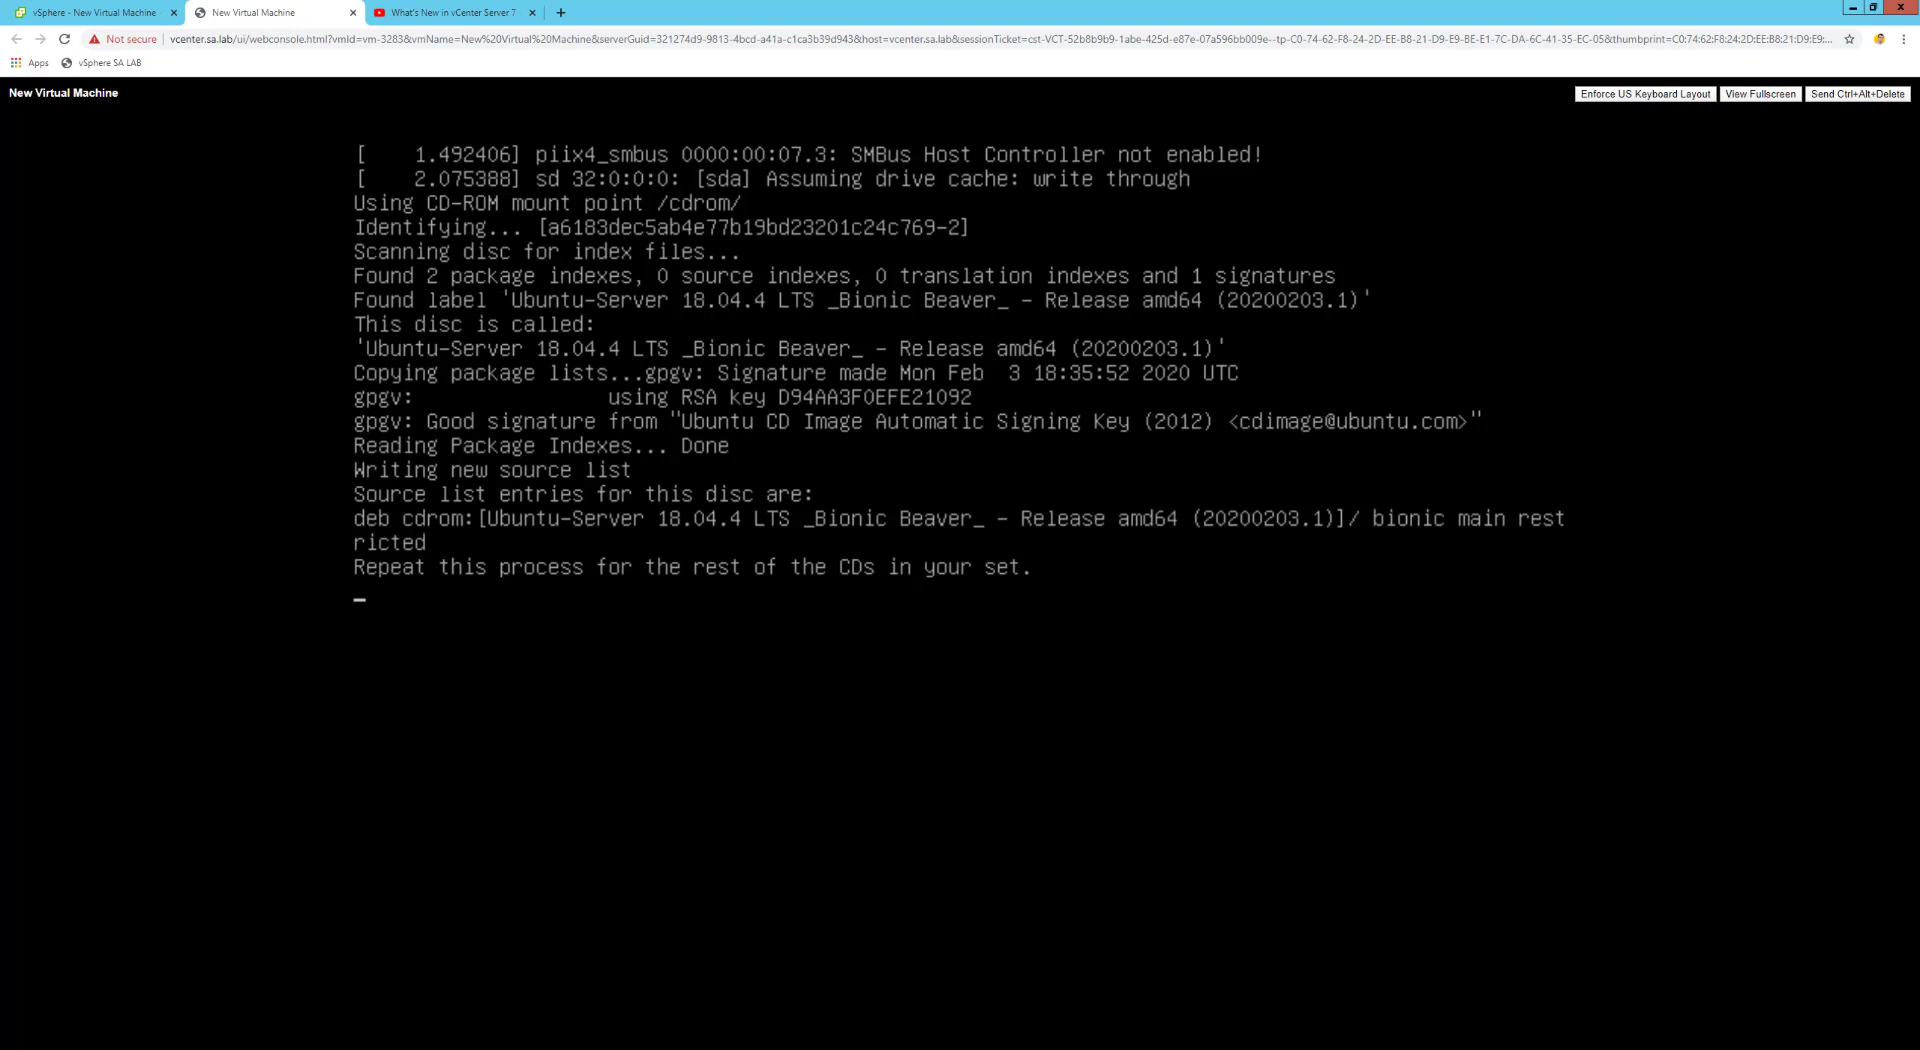 vSphere - New Virtual Machine
New Virtual Machine
What's New in vCenter Server 7
Not secure
vcenter.sa.lab/ui/webconsole.html?vmId=vm-3283&vmName=New%20Virtual%20Machine&serverGuid=321274d9-9813-4bcd-a41a-c1ca3b39d943&host=vcenter.sa.lab&sessionTicket=cst-VCT-52b8b9b9-1abe-425d-e87e-07a596bb009e--tp-C0-74-62-F8-24-2D-EE-B8-21-D9-E9-BE-E1-7C-DA-6C-41-35-EC-05&thumbprint=C0:74:62:F8:24:2D:EE:B8:21:D9:E9:...
Apps
vSphere SA LAB
New Virtual Machine
Enforce US Keyboard Layout
View Fullscreen
Send Ctrl+Alt+Delete
[    1.492406] piix4_smbus 0000:00:07.3: SMBus Host Controller not enabled!
[    2.075388] sd 32:0:0:0: [sda] Assuming drive cache: write through
Using CD-ROM mount point /cdrom/
Identifying... [a6183dec5ab4e77b19bd23201c24c769-2]
Scanning disc for index files...
Found 2 package indexes, 0 source indexes, 0 translation indexes and 1 signatures
Found label 'Ubuntu-Server 18.04.4 LTS _Bionic Beaver_ - Release amd64 (20200203.1)'
This disc is called:
'Ubuntu-Server 18.04.4 LTS _Bionic Beaver_ - Release amd64 (20200203.1)'
Copying package lists...gpgv: Signature made Mon Feb  3 18:35:52 2020 UTC
gpgv:                using RSA key D94AA3F0EFE21092
gpgv: Good signature from "Ubuntu CD Image Automatic Signing Key (2012) <cdimage@ubuntu.com>"
Reading Package Indexes... Done
Writing new source list
Source list entries for this disc are:
deb cdrom:[Ubuntu-Server 18.04.4 LTS _Bionic Beaver_ - Release amd64 (20200203.1)]/ bionic main rest
ricted
Repeat this process for the rest of the CDs in your set.